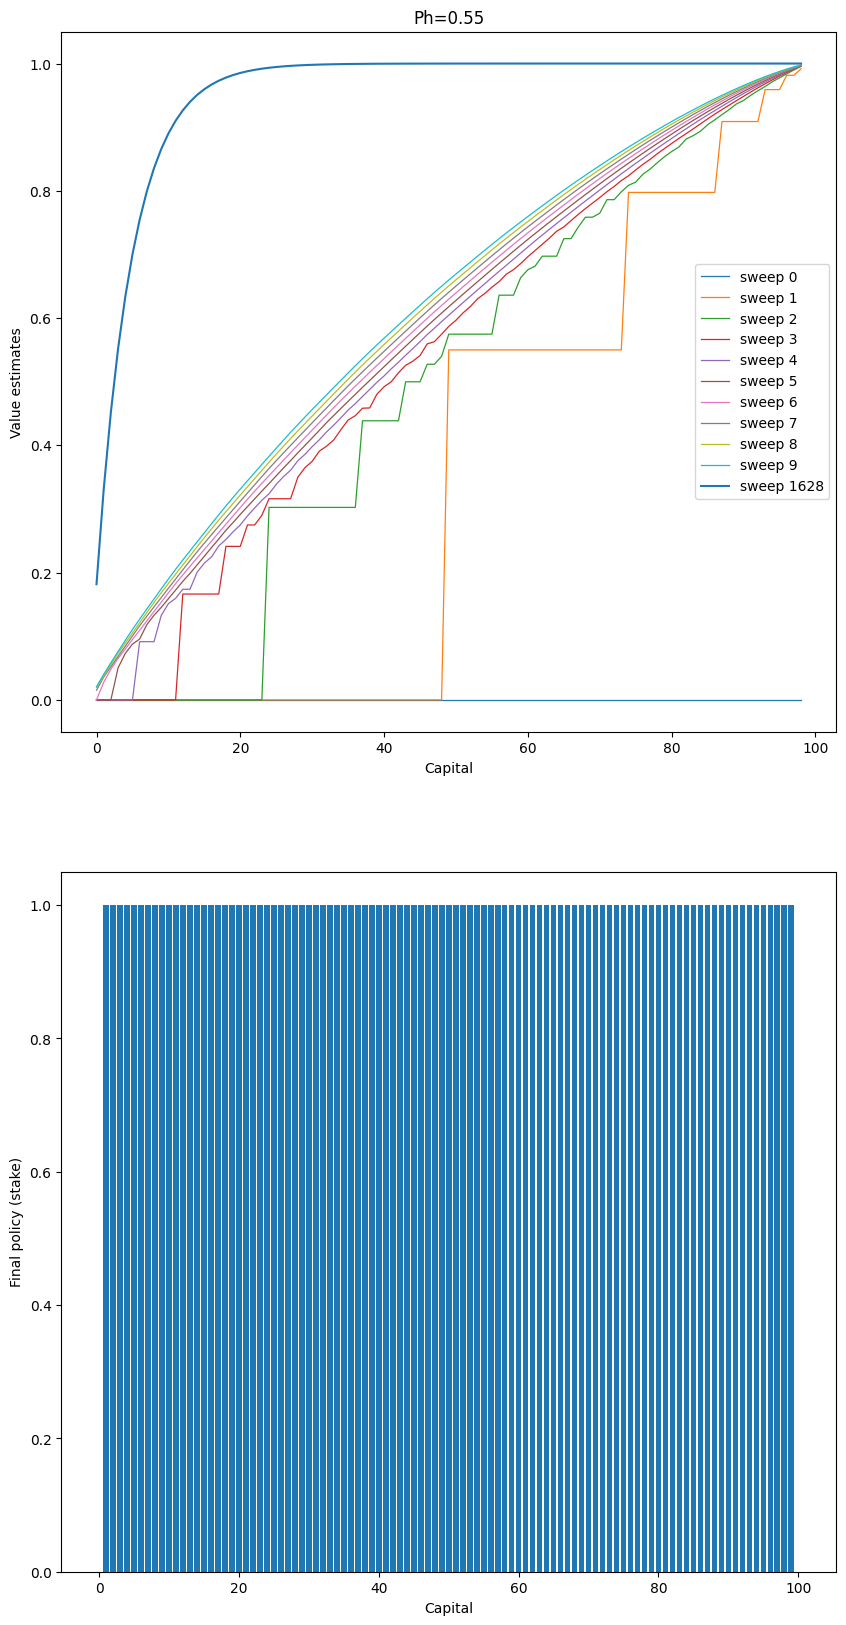 Ph=0.55
1.0
0.8
0.6
0.4
0.2
0.0
Value estimates
sweep 0
sweep 1
sweep 2
sweep 3
sweep 4
sweep 5
sweep 6
sweep 7
sweep 8
sweep 9
sweep 1628
0 20 40 60 80 100
Capital
1.0
0.8
0.6
0.4
0.2
0.0
Final policy (stake)
0 20 40 60 80 100
Capital